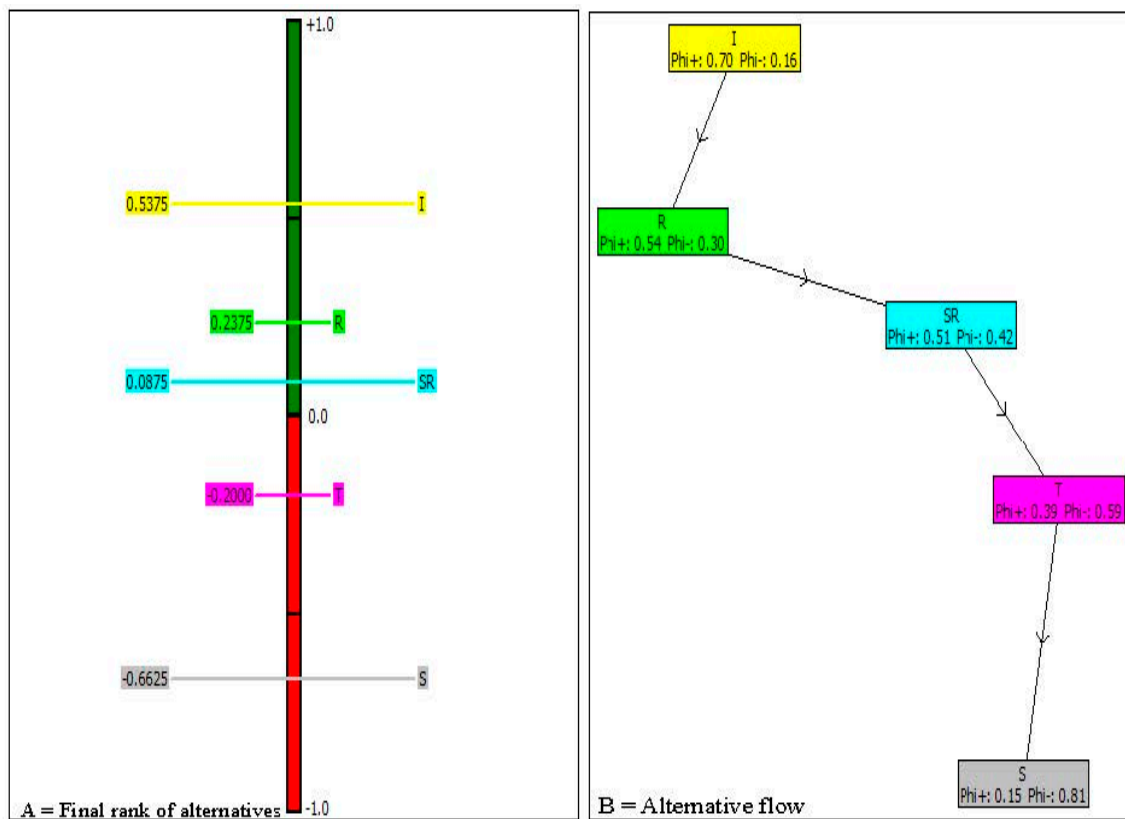 +1.0
0.5375 I
0.2375 R
0.0875 SR
0.0
-0.2000 T
-0.6625 S
-1.0
A = Final rank of alternatives
I
Phi+: 0.70 Phi-: 0.16
R
Phi+: 0.54 Phi-: 0.30
SR
Phi+: 0.51 Phi-: 0.42
T
Phi+: 0.39 Phi-: 0.59
S
Phi+: 0.15 Phi-: 0.81
B = Alternative flow